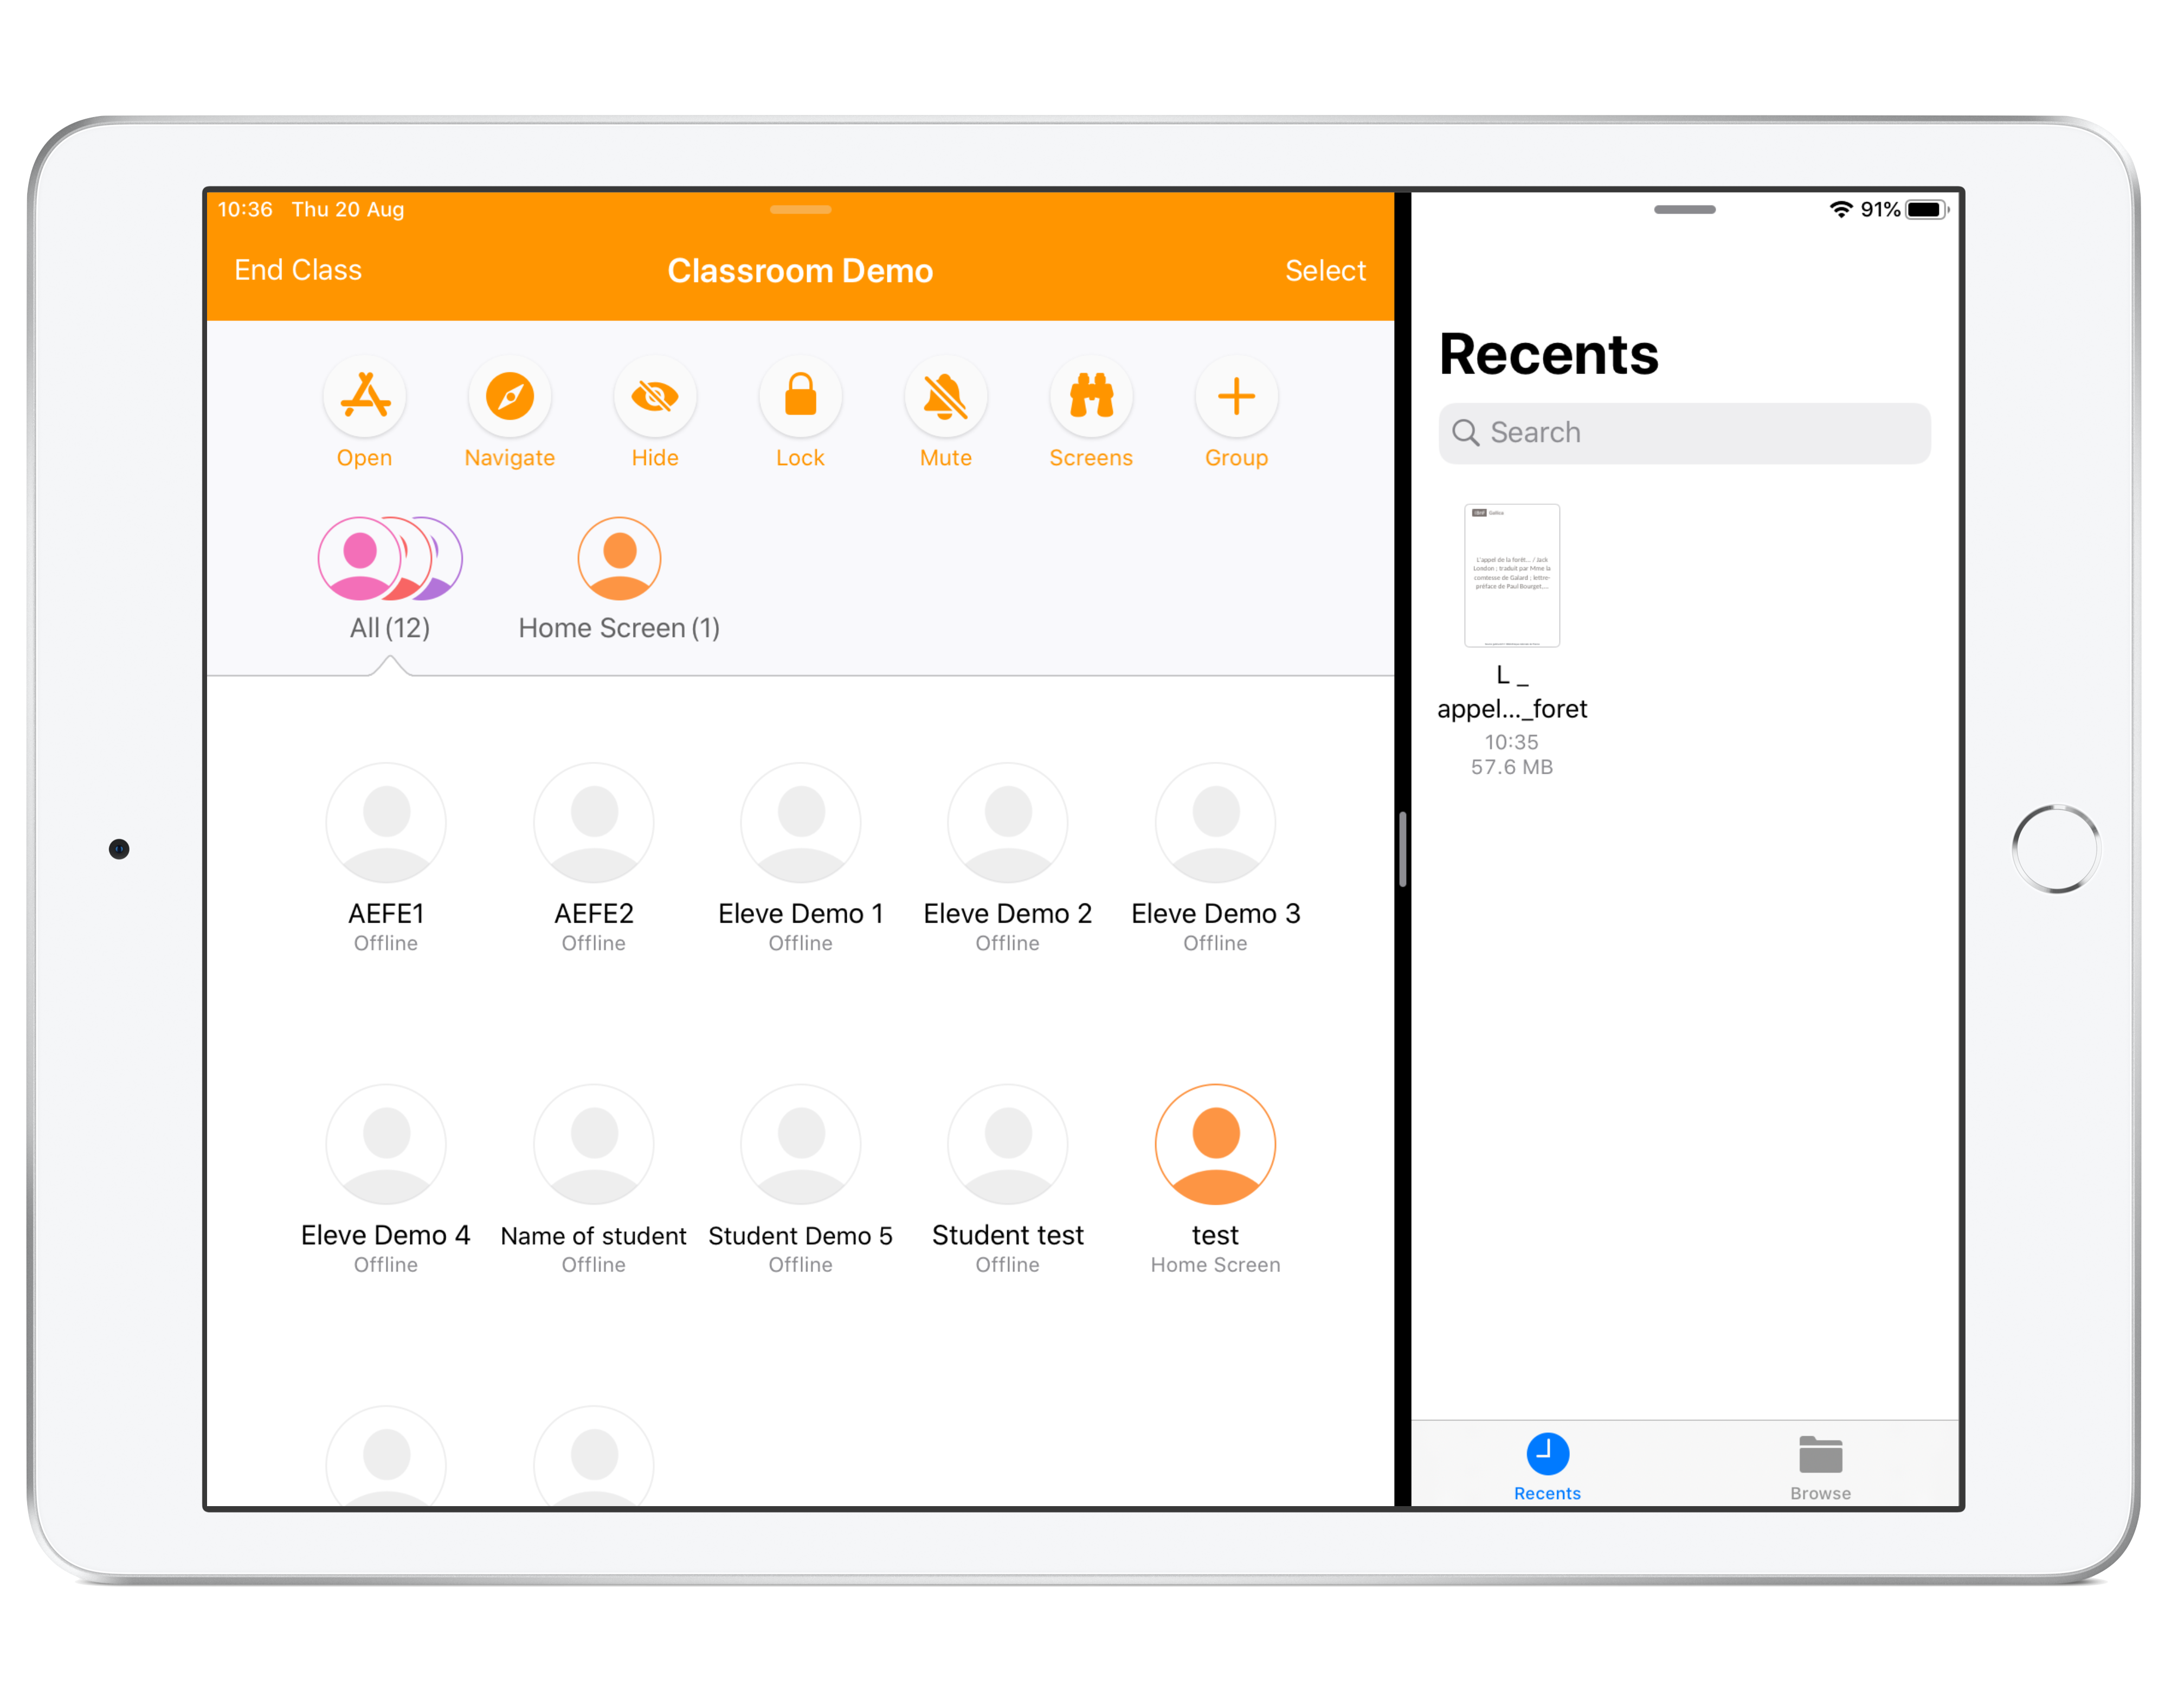 10:36 Thu 20 Aug
91%
End Class
Classroom Demo
Select
Open
Navigate
Hide
Lock
Mute
Screens
Group
All (12)
Home Screen (1)
AEFE1
Offline
AEFE2
Offline
Eleve Demo 1
Offline
Eleve Demo 2
Offline
Eleve Demo 3
Offline
Eleve Demo 4
Offline
Name of student
Offline
Student Demo 5
Offline
Student test
Offline
test
Home Screen
Recents
Search
Gallica
L'appel de la forêt... / Jack
London ; traduit par Mme la
comtesse de Galard ; lettre-
préface de Paul Bourget,...
L _
appel..._foret
10:35
57.6 MB
Recents
Browse